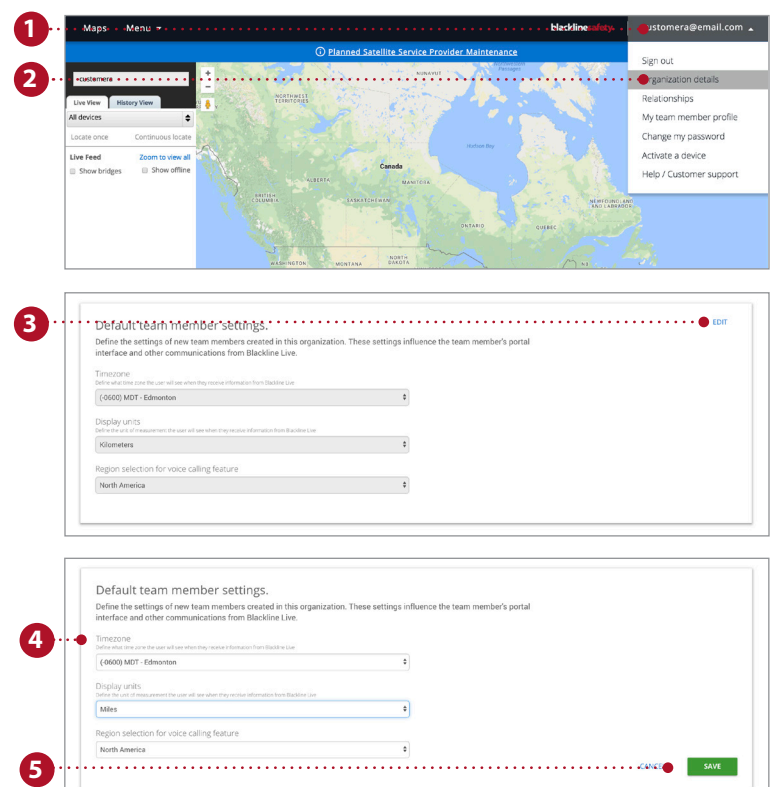 1
Maps
Menu
blacklinesafety
customera@email.com
Planned Satellite Service Provider Maintenance
Sign out
2
Organization details
Relationships
My team member profile
Change my password
Activate a device
Help / Customer support
customera
+
−
Live View
History View
All devices
Locate once
Continuous locate
Live Feed
Zoom to view all
Show bridges
Show offline
Northwestern
Passages
NUNAVUT
NORTHWEST
TERRITORIES
Hudson Bay
Canada
ALBERTA
MANITOBA
BRITISH
COLUMBIA
SASKATCHEWAN
NEWFOUNDLAND
AND LABRADOR
ONTARIO
QUEBEC
NORTH
DAKOTA
WASHINGTON
MONTANA
N B
3
Default team member settings.
EDIT
Define the settings of new team members created in this organization. These settings influence the team member's portal
interface and other communications from Blackline Live.
Timezone
Define what time zone the user will see when they receive information from Blackline Live
(-0600) MDT - Edmonton
Display units
Define the unit of measurement the user will see when they receive information from Blackline Live
Kilometers
Region selection for voice calling feature
North America
Default team member settings.
Define the settings of new team members created in this organization. These settings influence the team member's portal
interface and other communications from Blackline Live.
4
Timezone
Define what time zone the user will see when they receive information from Blackline Live
(-0600) MDT - Edmonton
Display units
Define the unit of measurement the user will see when they receive information from Blackline Live
Miles
Region selection for voice calling feature
North America
5
CANCEL
SAVE